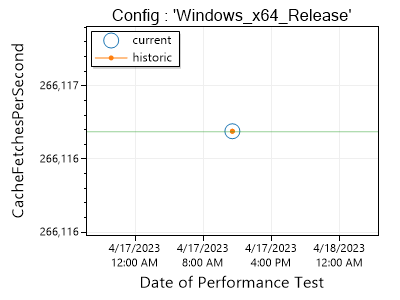 Config : 'Windows_x64_Release'
current
historic
CacheFetchesPerSecond
266,117
266,116
266,116
4/17/2023 4/17/2023 4/17/2023 4/18/2023
12:00 AM 8:00 AM 4:00 PM 12:00 AM
Date of Performance Test